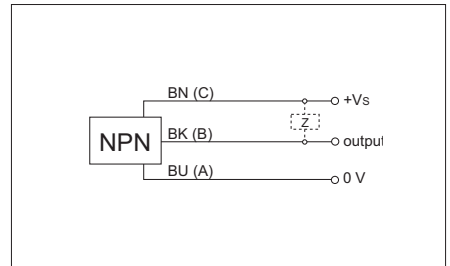 BN (C)
+Vs
Z
NPN
BK (B)
output
BU (A)
0 V